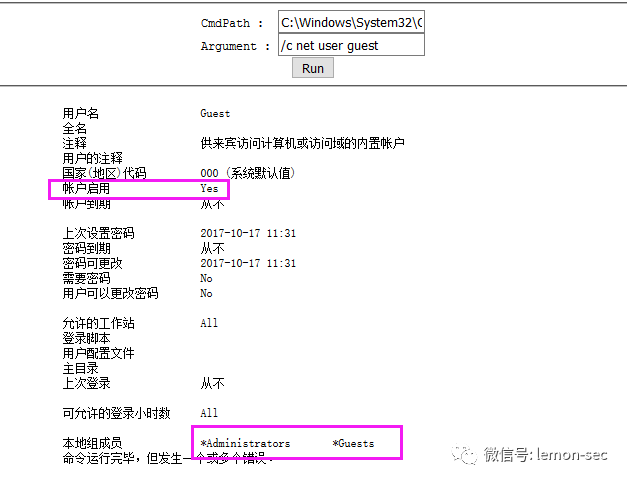 CmdPath : C:\Windows\System32\
Argument : /c net user guest
Run
用户名 Guest
全名
注释 供来宾访问计算机或访问域的内置帐户
用户的注释
国家(地区)代码 000 (系统默认值)
帐户启用 Yes
帐户到期 从不
上次设置密码 2017-10-17 11:31
密码到期 从不
密码可更改 2017-10-17 11:31
需要密码 No
用户可以更改密码 No
允许的工作站 All
登录脚本
用户配置文件
主目录
上次登录 从不
可允许的登录小时数 All
本地组成员 *Administrators *Guests
命令运行完毕，但发生一个或多个错误。
微信号: lemon-sec